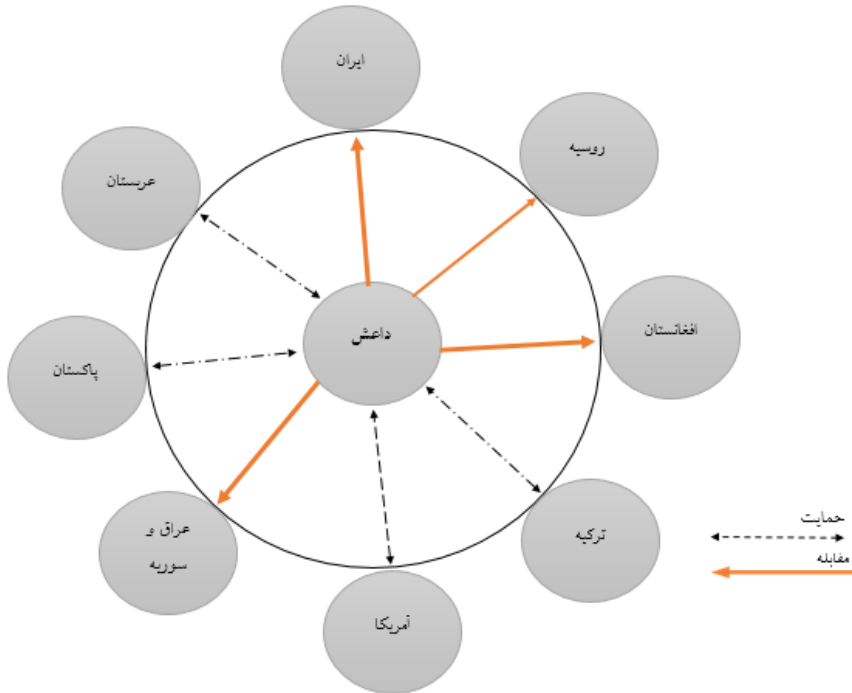 ایران
روسیه
عربستان
افغانستان
داعش
پاکستان
عراق و
سوریه
ترکیه
آمریکا
حمایت
مقابله